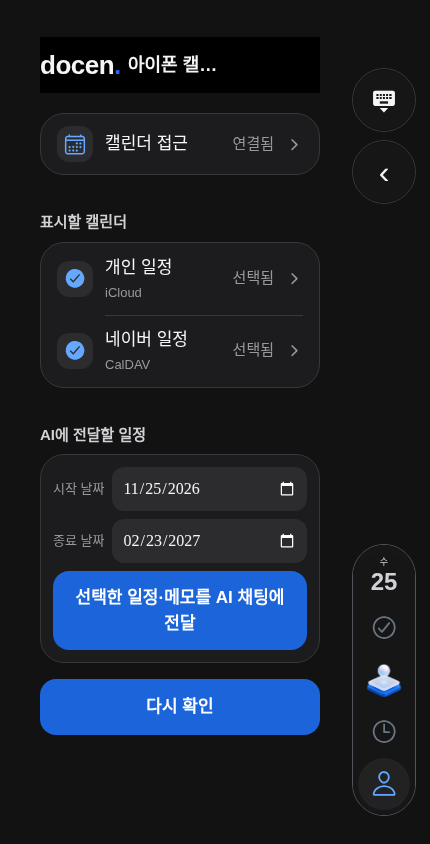 docen. 아이폰 캘...
캘린더 접근 연결됨
표시할 캘린더
개인 일정 선택됨
iCloud
네이버 일정 선택됨
CalDAV
AI에 전달할 일정
시작 날짜 11/25/2026
종료 날짜 02/23/2027
선택한 일정·메모를 AI 채팅에
전달
다시 확인
수
25